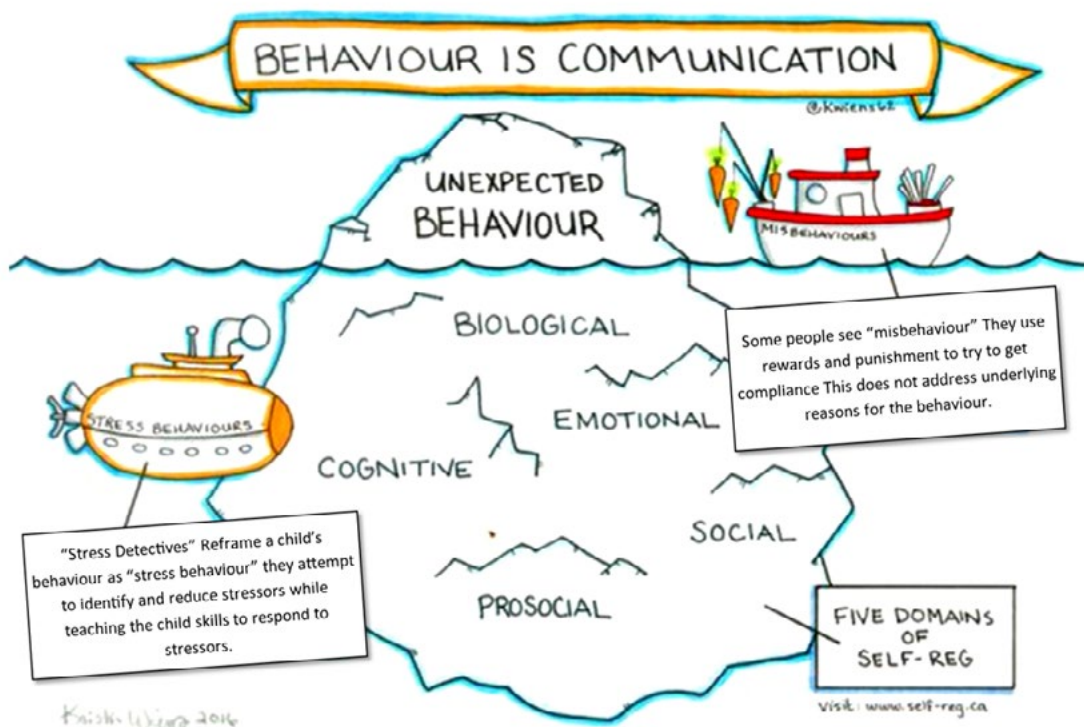 BEHAVIOUR IS COMMUNICATION
@kwiens62
UNEXPECTED
BEHAVIOUR
MISBEHAVIOURS
BIOLOGICAL
Some people see “misbehaviour” They use
rewards and punishment to try to get
compliance This does not address underlying
reasons for the behaviour.
EMOTIONAL
STRESS BEHAVIOURS
COGNITIVE
SOCIAL
“Stress Detectives” Reframe a child’s
behaviour as “stress behaviour” they attempt
to identify and reduce stressors while
teaching the child skills to respond to
stressors.
PROSOCIAL
FIVE DOMAINS
OF
SELF-REG
visit: www.self-reg.ca
2016